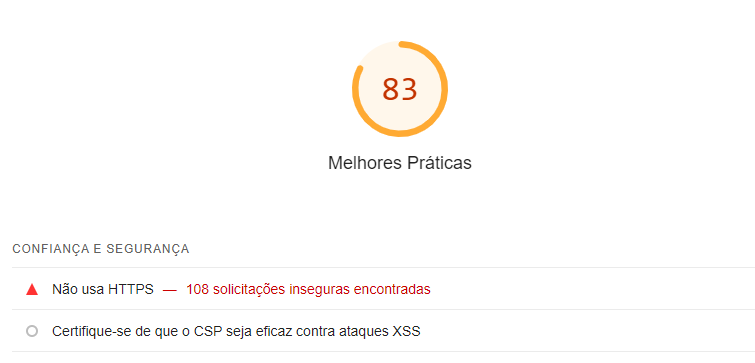 83
Melhores Práticas
CONFIANÇA E SEGURANÇA
Não usa HTTPS — 108 solicitações inseguras encontradas
Certifique-se de que o CSP seja eficaz contra ataques XSS